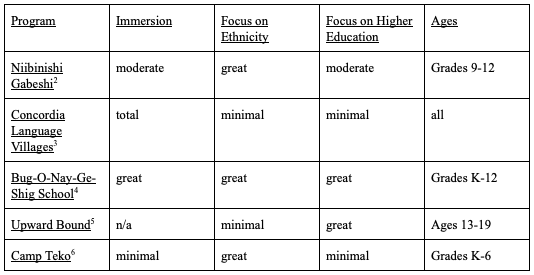 Program Immersion Focus on Ethnicity Focus on Higher Education Ages
Niibinishi Gabeshi² moderate great moderate Grades 9-12
Concordia Language Villages³ total minimal minimal all
Bug-O-Nay-Ge-Shig School⁴ great great great Grades K-12
Upward Bound⁵ n/a minimal great Ages 13-19
Camp Teko⁶ minimal great minimal Grades K-6